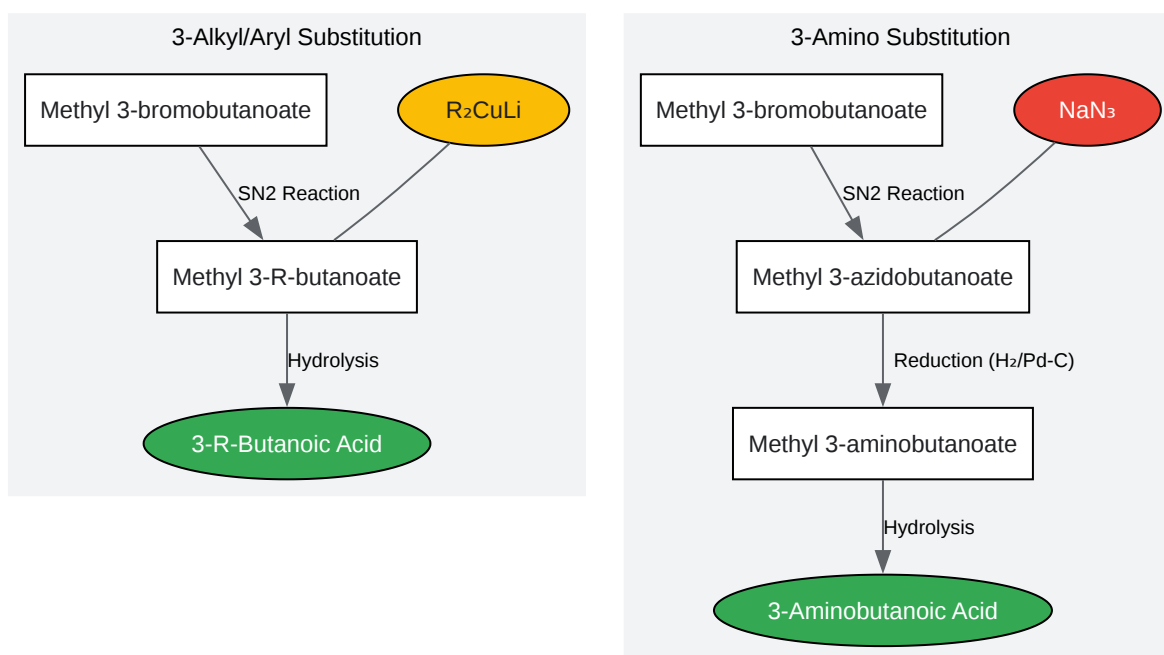 3-Alkyl/Aryl Substitution
Methyl 3-bromobutanoate
R₂CuLi
SN2 Reaction
Methyl 3-R-butanoate
Hydrolysis
3-R-Butanoic Acid
3-Amino Substitution
Methyl 3-bromobutanoate
NaN₃
SN2 Reaction
Methyl 3-azidobutanoate
Reduction (H₂/Pd-C)
Methyl 3-aminobutanoate
Hydrolysis
3-Aminobutanoic Acid